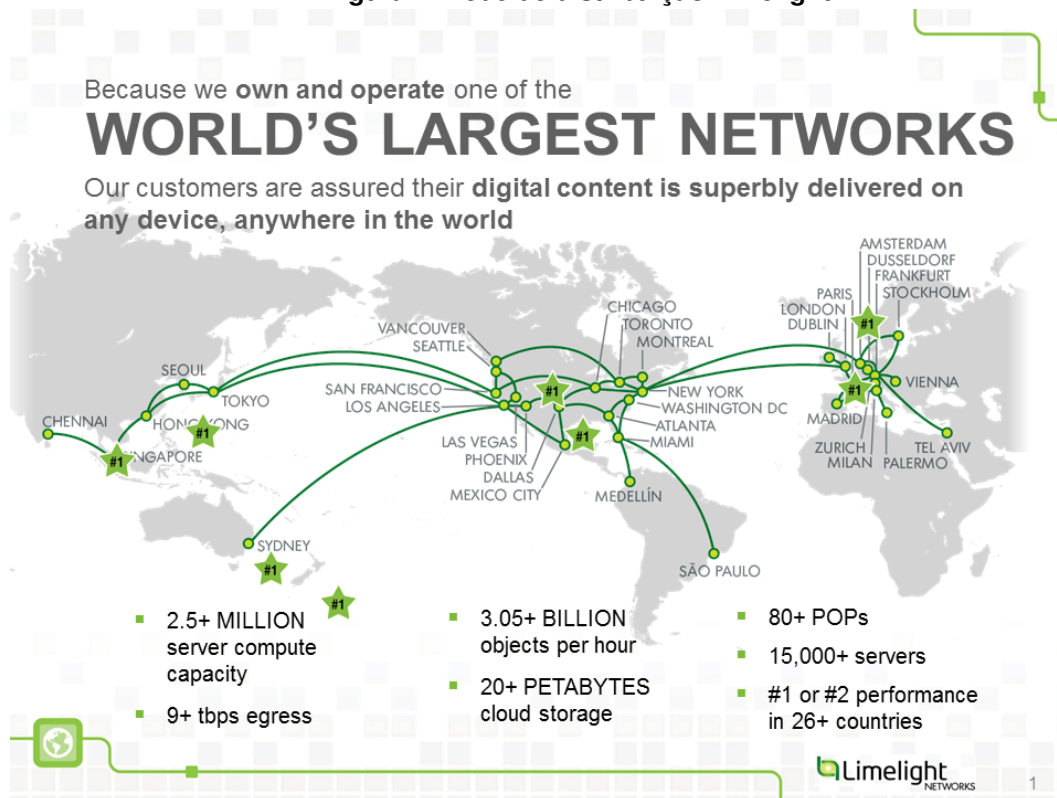 Because we own and operate one of the
WORLD'S LARGEST NETWORKS
Our customers are assured their digital content is superbly delivered on
any device, anywhere in the world
AMSTERDAM
DUSSELDORF
FRANKFURT
PARIS
STOCKHOLM
LONDON
DUBLIN
#1
CHICAGO
TORONTO
MONTREAL
VANCOUVER
SEATTLE
SEOUL
TOKYO
SAN FRANCISCO
LOS ANGELES
#1
NEW YORK
WASHINGTON DC
ATLANTA
MIAMI
#1
VIENNA
MADRID
CHENNAI
HONG KONG
#1
#1
NGAPORE
#1
LAS VEGAS
PHOENIX
DALLAS
MEXICO CITY
MEDELLÍN
ZURICH
MILAN
PALERMO
TEL AVIV
SYDNEY
#1
#1
SÃO PAULO
2.5+ MILLION
server compute
capacity
9+ tbps egress
3.05+ BILLION
objects per hour
20+ PETABYTES
cloud storage
80+ POPs
15,000+ servers
#1 or #2 performance
in 26+ countries
Limelight
NETWORKS
1